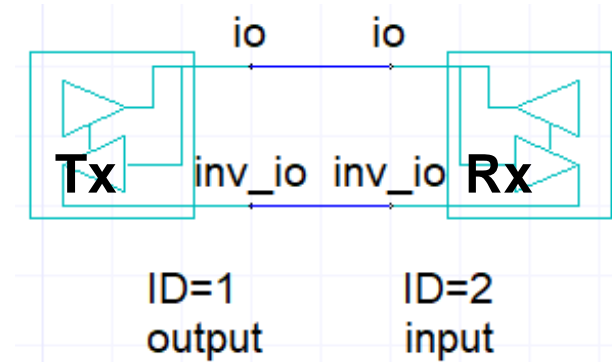 io io
Tx inv_io inv_io Rx
ID=1 ID=2
output input